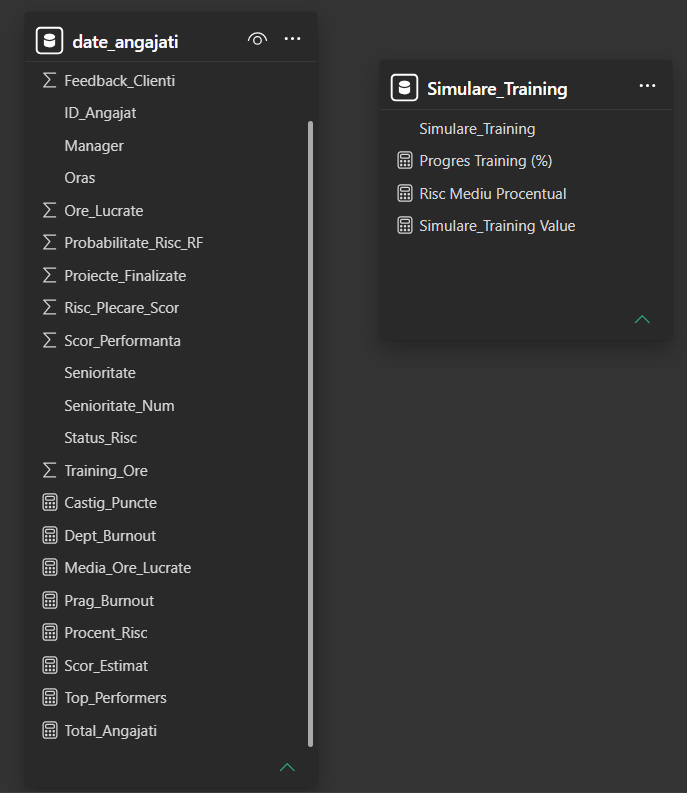 date_angajati
Feedback_Clienti
ID_Angajat
Manager
Oras
Ore_Lucrate
Probabilitate_Risc_RF
Proiecte_Finalizate
Risc_Plecare_Scor
Scor_Performanta
Senioritate
Senioritate_Num
Status_Risc
Training_Ore
Castig_Puncte
Dept_Burnout
Media_Ore_Lucrate
Prag_Burnout
Procent_Risc
Scor_Estimat
Top_Performers
Total_Angajati
Simulare_Training
Simulare_Training
Progres Training (%)
Risc Mediu Procentual
Simulare_Training Value